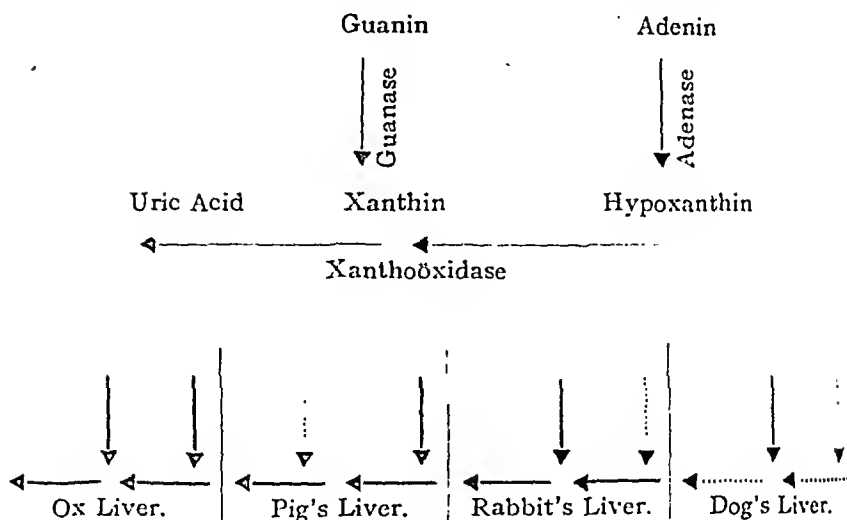 Guanin Adenin
Guanase Adenase
Uric Acid Xanthin Hypoxanthin
Xanthoöxidase
Ox Liver. Pig's Liver. Rabbit's Liver. Dog's Liver.